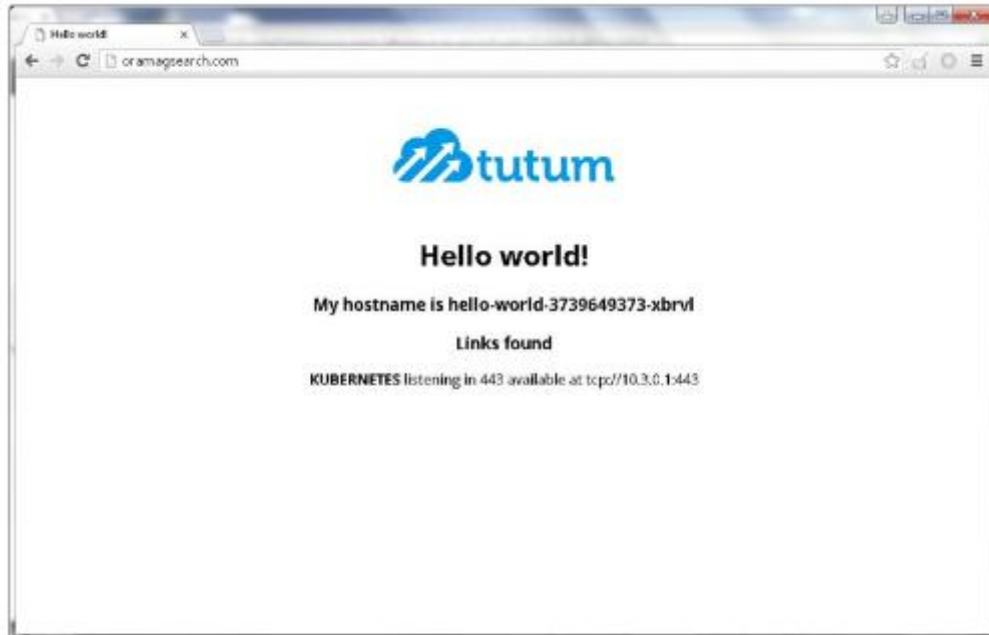 Hello world!
oramagsearch.com
tutum
Hello world!
My hostname is hello-world-3739649373-xbrvl
Links found
KUBERNETES listening in 443 available at tcp://10.3.0.1:443